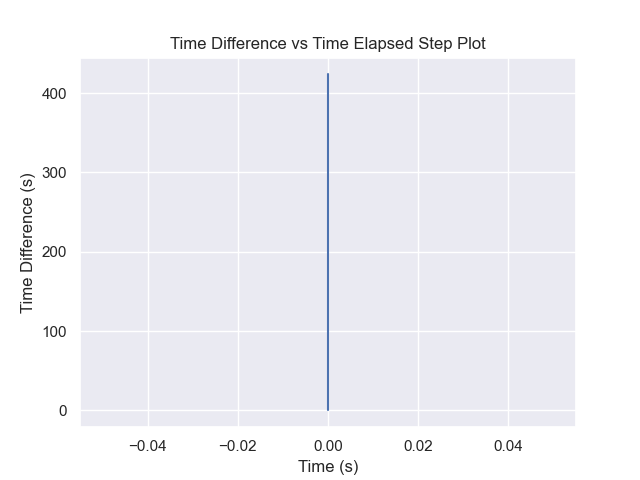 Time Difference vs Time Elapsed Step Plot
400
300
200
100
0
Time Difference (s)
−0.04 −0.02 0.00 0.02 0.04
Time (s)